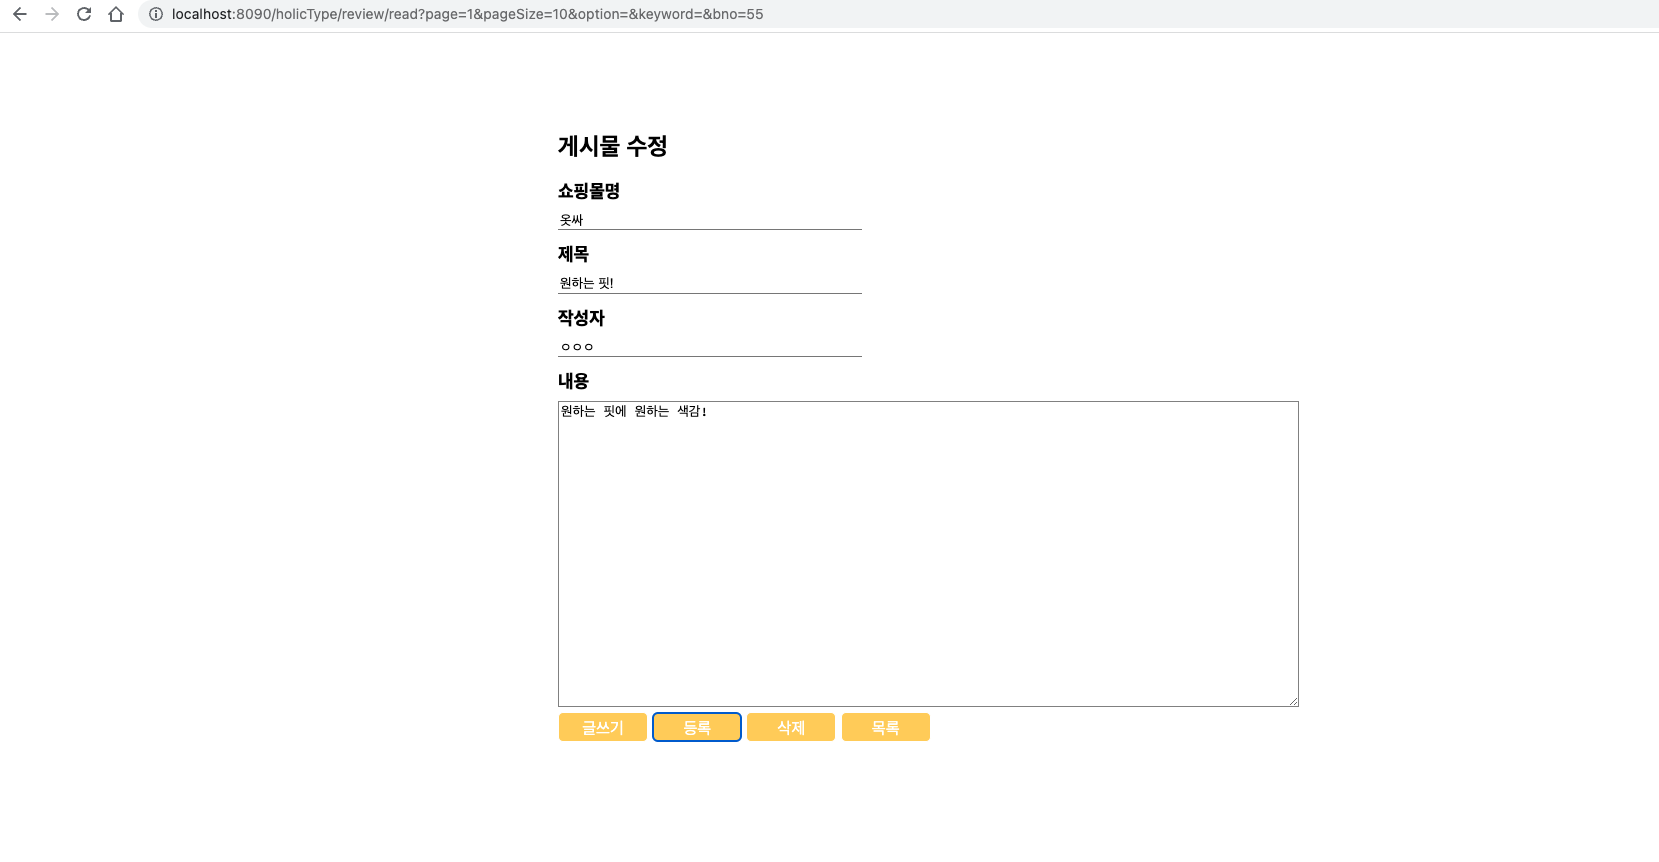 localhost:8090/holicType/review/read?page=1&pageSize=10&option=&keyword=&bno=55
게시물 수정
쇼핑몰명
옷싸
제목
원하는 핏!
작성자
ㅇㅇㅇ
내용
원하는 핏에 원하는 색감!
글쓰기 등록 삭제 목록